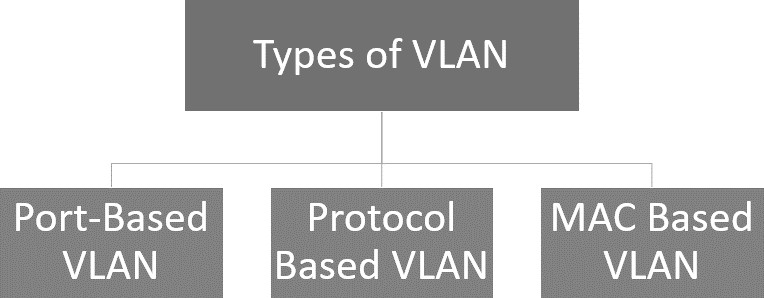 Types of VLAN
Port-Based
VLAN
Protocol
Based VLAN
MAC Based
VLAN